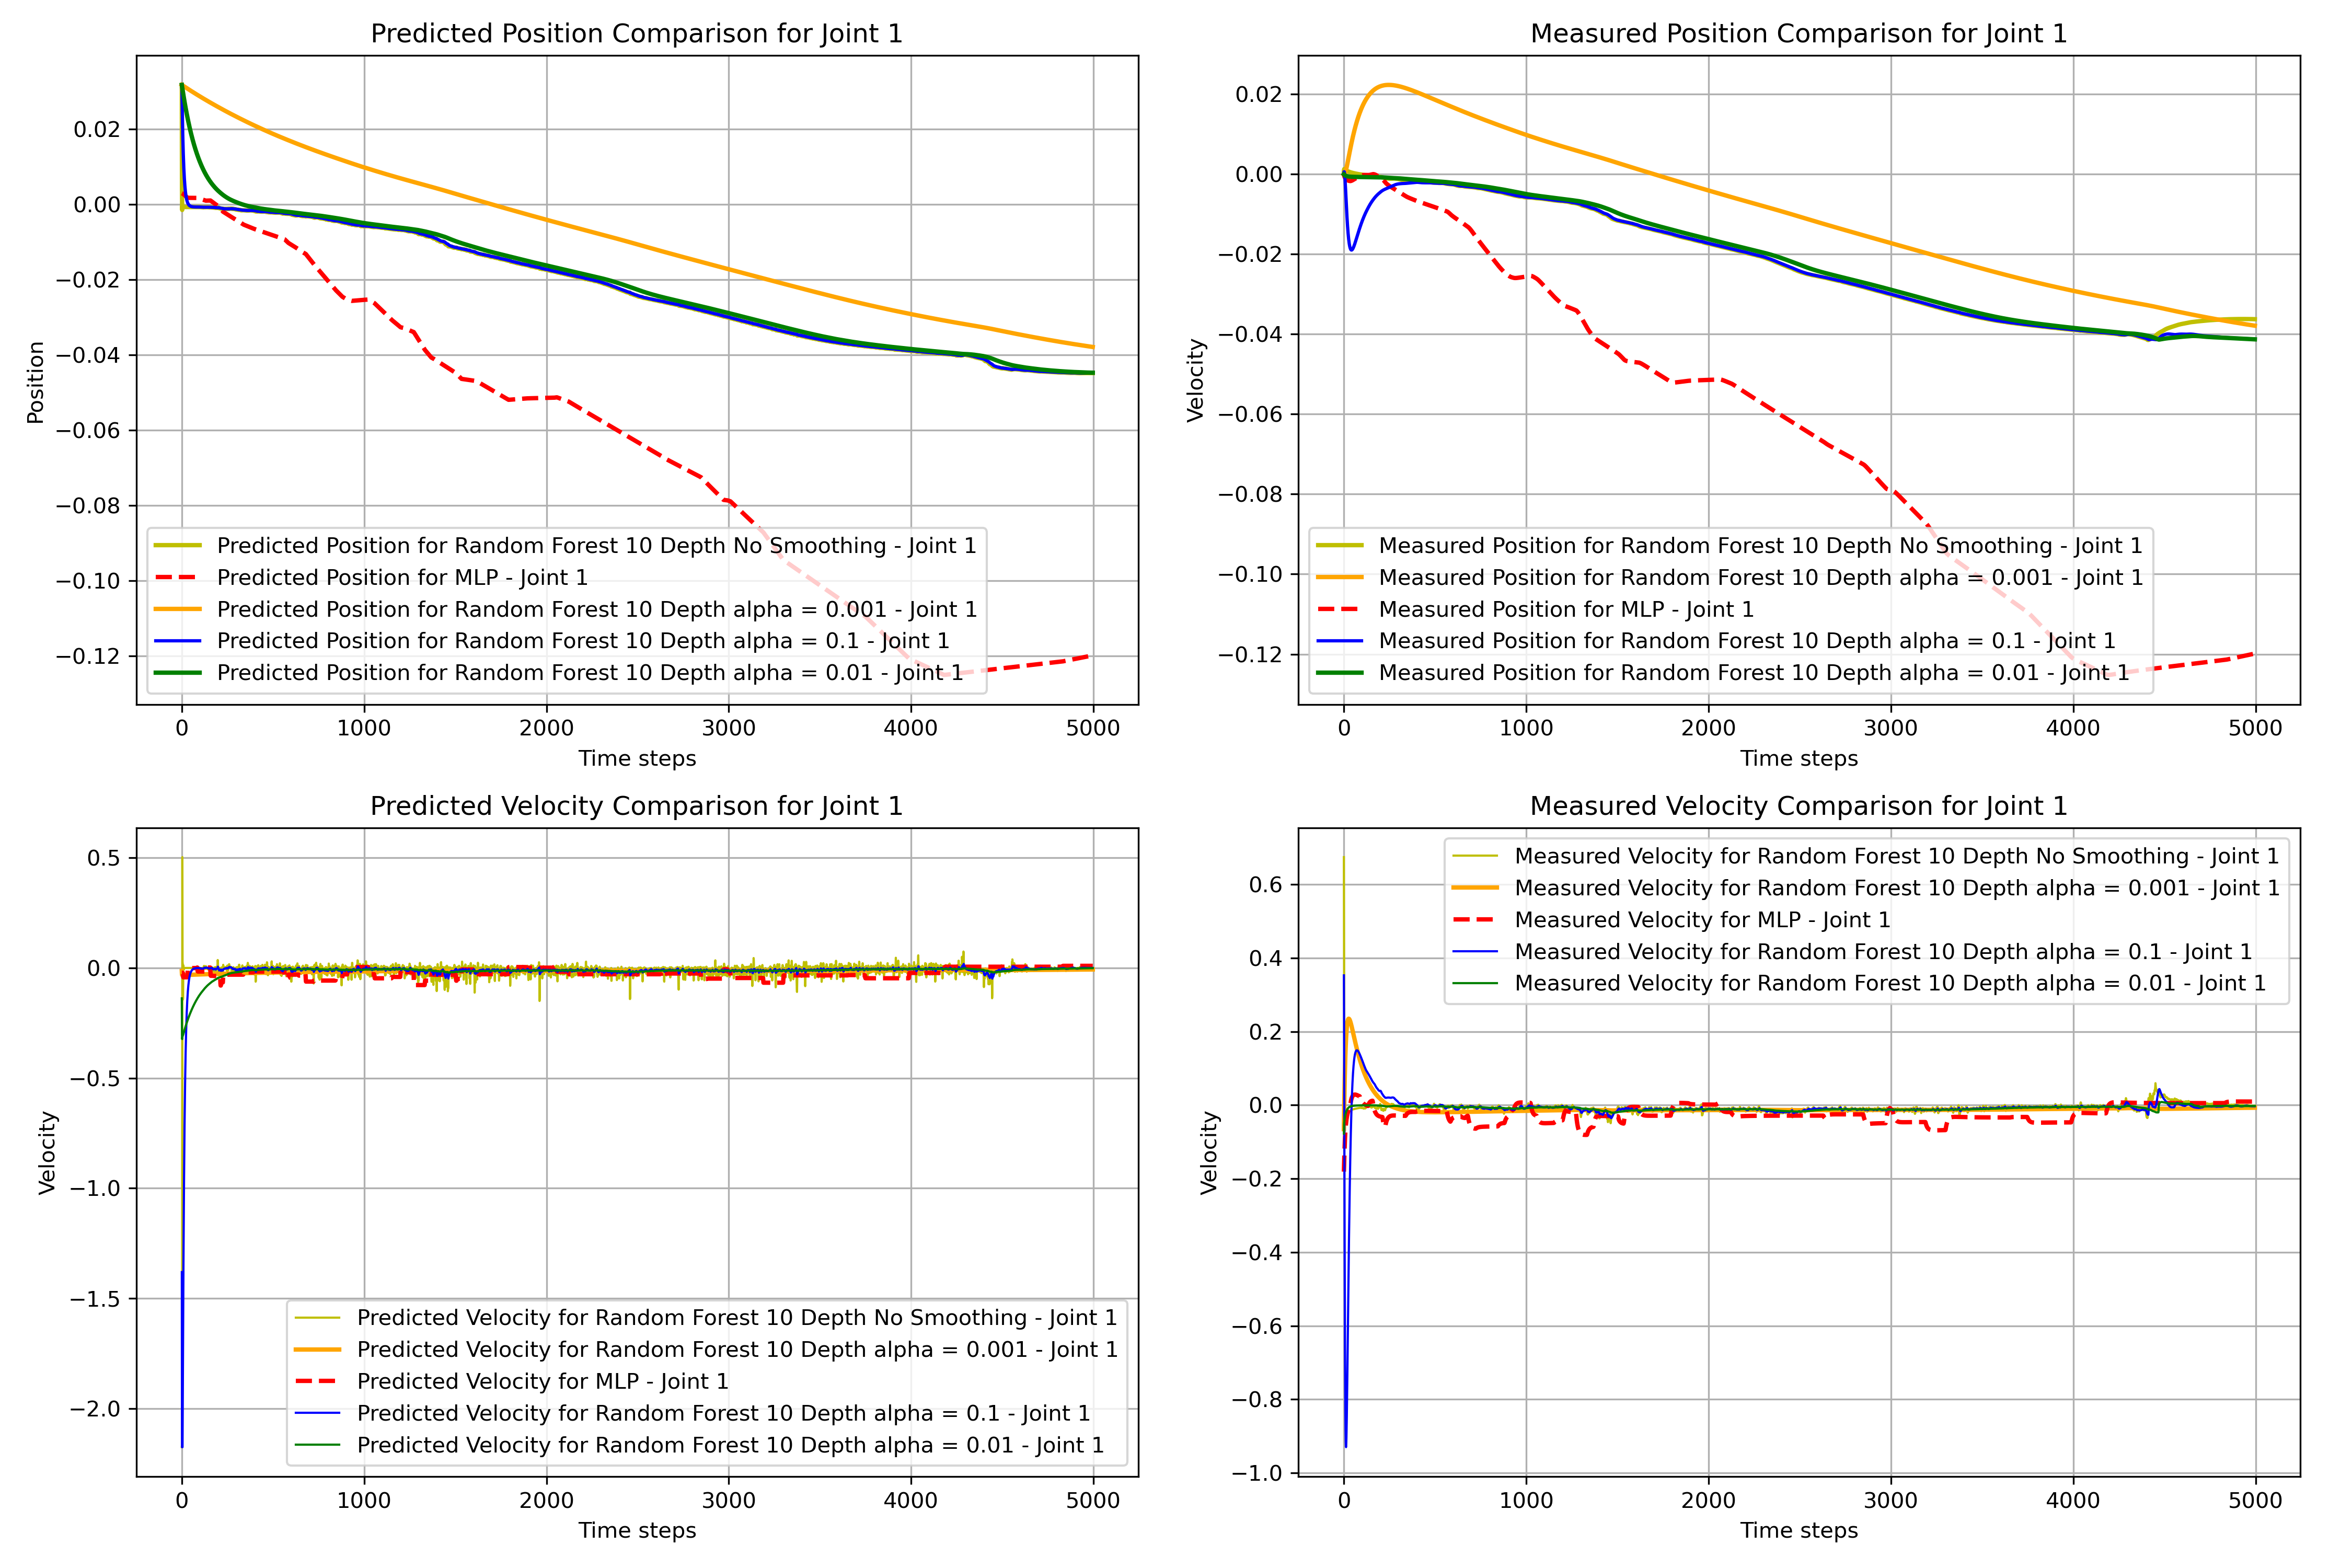 Predicted Position Comparison for Joint 1
Position
0.02
0.00
−0.02
−0.04
−0.06
−0.08
−0.10
−0.12
Predicted Position for Random Forest 10 Depth No Smoothing - Joint 1
Predicted Position for MLP - Joint 1
Predicted Position for Random Forest 10 Depth alpha = 0.001 - Joint 1
Predicted Position for Random Forest 10 Depth alpha = 0.1 - Joint 1
Predicted Position for Random Forest 10 Depth alpha = 0.01 - Joint 1
0 1000 2000 3000 4000 5000
Time steps
Measured Position Comparison for Joint 1
Velocity
0.02
0.00
−0.02
−0.04
−0.06
−0.08
−0.10
−0.12
Measured Position for Random Forest 10 Depth No Smoothing - Joint 1
Measured Position for Random Forest 10 Depth alpha = 0.001 - Joint 1
Measured Position for MLP - Joint 1
Measured Position for Random Forest 10 Depth alpha = 0.1 - Joint 1
Measured Position for Random Forest 10 Depth alpha = 0.01 - Joint 1
0 1000 2000 3000 4000 5000
Time steps
Predicted Velocity Comparison for Joint 1
Velocity
0.5
0.0
−0.5
−1.0
−1.5
−2.0
Predicted Velocity for Random Forest 10 Depth No Smoothing - Joint 1
Predicted Velocity for Random Forest 10 Depth alpha = 0.001 - Joint 1
Predicted Velocity for MLP - Joint 1
Predicted Velocity for Random Forest 10 Depth alpha = 0.1 - Joint 1
Predicted Velocity for Random Forest 10 Depth alpha = 0.01 - Joint 1
0 1000 2000 3000 4000 5000
Time steps
Measured Velocity Comparison for Joint 1
Velocity
0.6
0.4
0.2
0.0
−0.2
−0.4
−0.6
−0.8
−1.0
Measured Velocity for Random Forest 10 Depth No Smoothing - Joint 1
Measured Velocity for Random Forest 10 Depth alpha = 0.001 - Joint 1
Measured Velocity for MLP - Joint 1
Measured Velocity for Random Forest 10 Depth alpha = 0.1 - Joint 1
Measured Velocity for Random Forest 10 Depth alpha = 0.01 - Joint 1
0 1000 2000 3000 4000 5000
Time steps